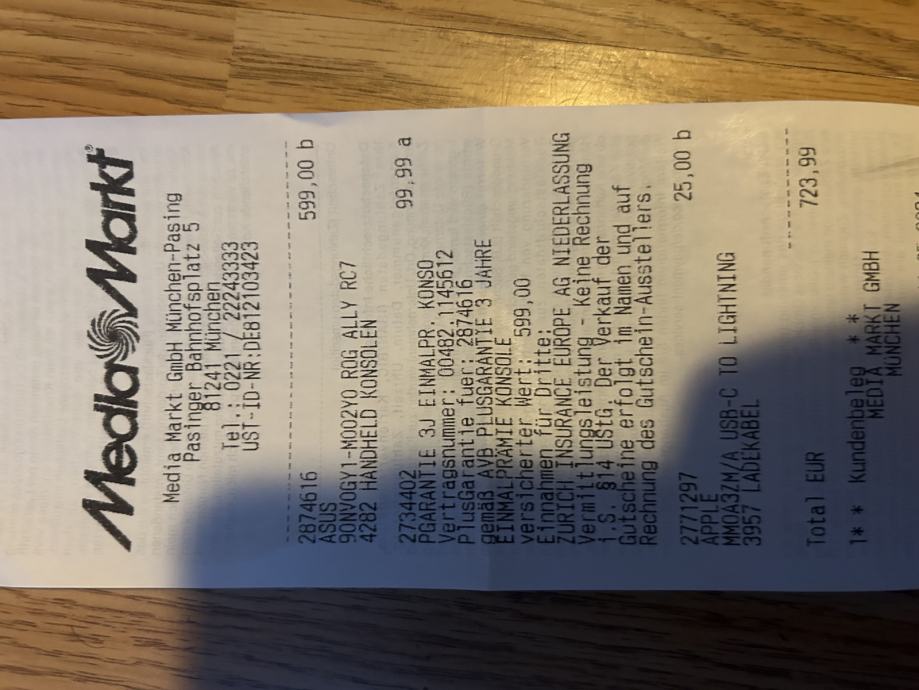 Media Markt®
Media Markt GmbH München-Pasing
Pasinger Bahnhofsplatz 5
81241 München
Tel.: 0221 / 22243333
UST-ID-NR:DE812103423
2874616
ASUS 599,00 b
90NV0GY1-M002Y0 ROG ALLY RC7
4282 HANDHELD KONSOLEN
2734402
PGARANTIE 3J EINMALPR. KONSO 99,99 a
Vertragsnummer: 00482 1145612
PlusGarantie fuer: 2874616
gemäß AVB PLUSGARANTIE 3 JAHRE
EINMALPRÄMIE KONSOLE
versicherter Wert: 599,00
Einnahmen für Dritte:
ZURICH INSURANCE EUROPE AG NIEDERLASSUNG
Vermittlungsleistung - Keine Rechnung
i.S. §14 UStG. Der Verkauf der
Gutscheine erfolgt im Namen und auf
Rechnung des Gutschein-Ausstellers.
2771297 25,00 b
APPLE
MM0A3ZM/A USB-C TO LIGHTNING
3957 LADEKABEL
Total EUR 723,99
1* * Kundenbeleg * *
MEDIA MARKT GMBH
MÜNCHEN